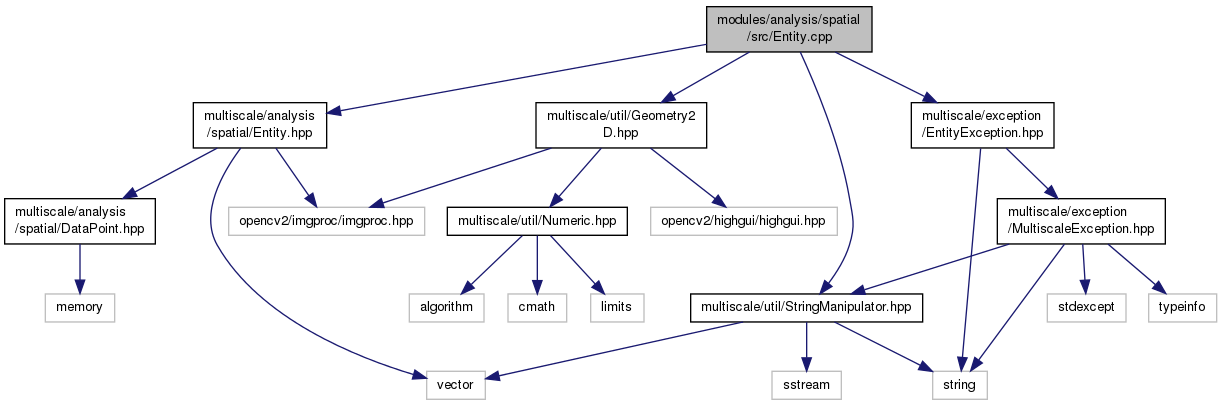 modules/analysis/spatial
/src/Entity.cpp
multiscale/analysis
/spatial/Entity.hpp
multiscale/util/Geometry2
D.hpp
multiscale/exception
/EntityException.hpp
multiscale/analysis
/spatial/DataPoint.hpp
opencv2/imgproc/imgproc.hpp
multiscale/util/Numeric.hpp
opencv2/highgui/highgui.hpp
multiscale/exception
/MultiscaleException.hpp
memory
algorithm
cmath
limits
multiscale/util/StringManipulator.hpp
stdexcept
typeinfo
vector
sstream
string